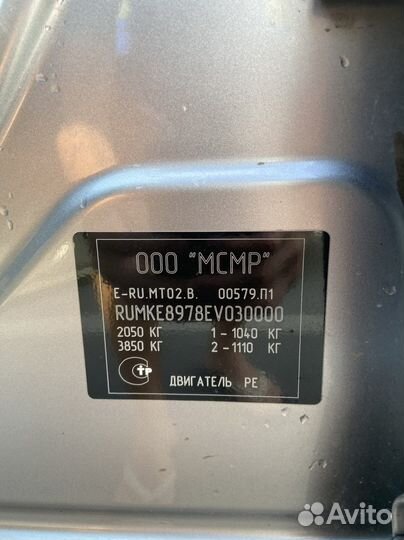 ООО "МСМР"
E-RU.MT02.B. 00579.П1
RUMKE8978EV030000
2050 КГ 1 - 1040 КГ
3850 КГ 2 - 1110 КГ
ДВИГАТЕЛЬ PE
Avito